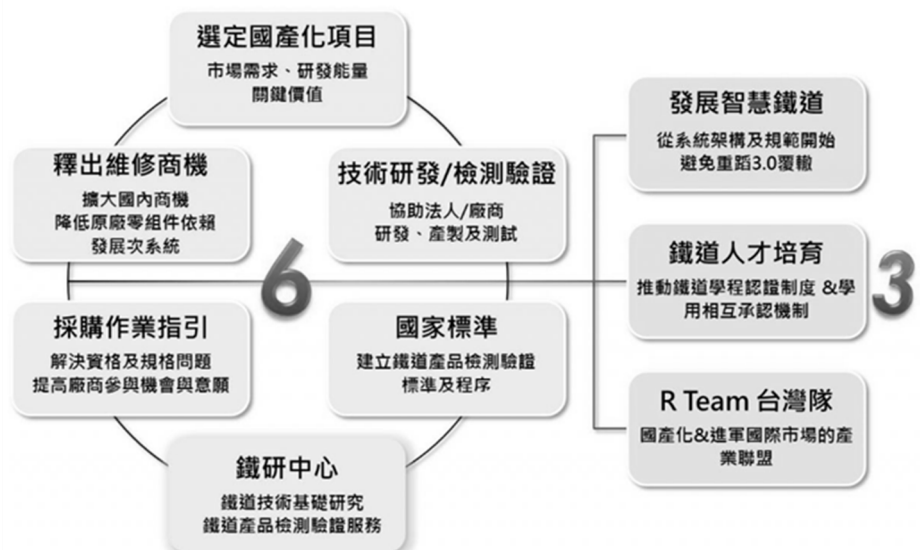 選定國產化項目
市場需求、研發能量
關鍵價值
釋出維修商機
擴大國內商機
降低原廠零組件依賴
發展次系統
技術研發/檢測驗證
協助法人/廠商
研發、產製及測試
6
採購作業指引
解決資格及規格問題
提高廠商參與機會與意願
國家標準
建立鐵道產品檢測驗證
標準及程序
鐵研中心
鐵道技術基礎研究
鐵道產品檢測驗證服務
發展智慧鐵道
從系統架構及規範開始
避免重蹈3.0覆轍
鐵道人才培育
推動鐵道學程認證制度 &學
用相互承認機制
3
R Team 台灣隊
國產化&進軍國際市場的產
業聯盟